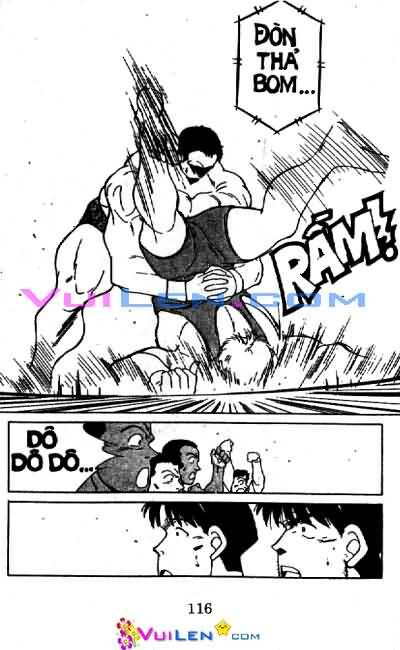 ĐÒN
THẢ
BOM...
RẦM!
VuiLen.com
DÔ
DÔ DÔ...
116
VuiLen.com